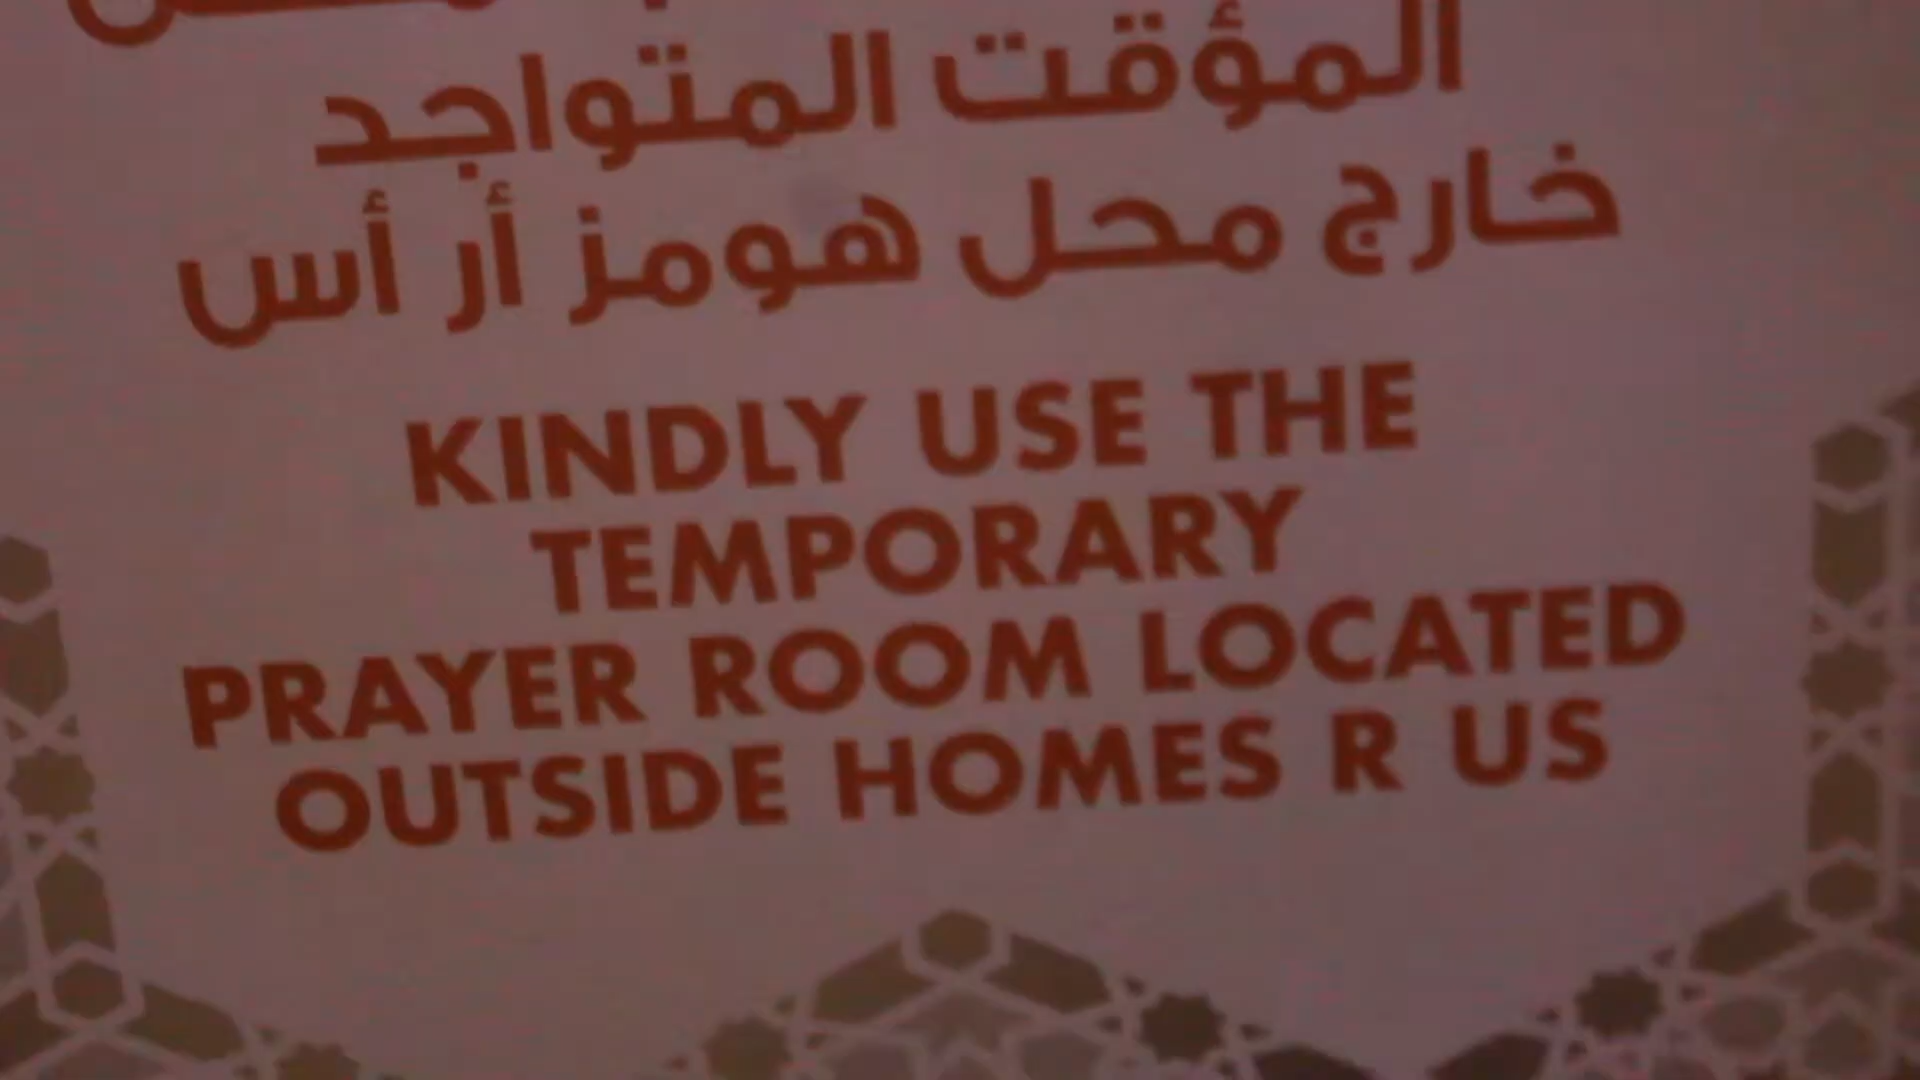 المؤقت المتواجد
خارج محل هومز أر أس
KINDLY USE THE
TEMPORARY
PRAYER ROOM LOCATED
OUTSIDE HOMES R US